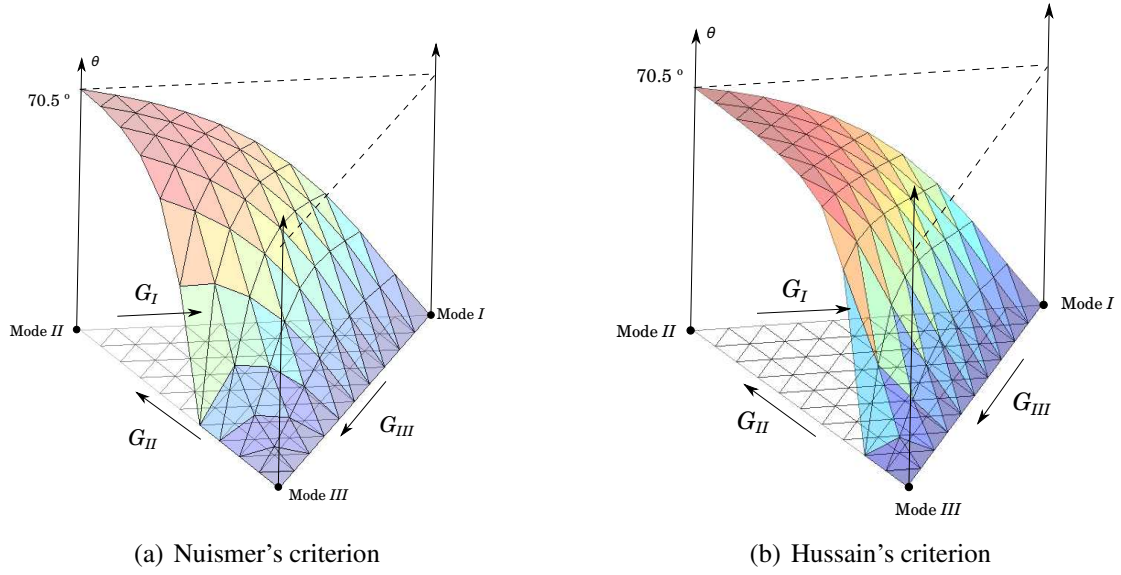 θ
70.5 °
G_I
Mode II
Mode I
G_II
G_III
Mode III
(a) Nuismer's criterion
θ
70.5 °
G_I
Mode I
Mode II
G_III
G_II
Mode III
(b) Hussain's criterion